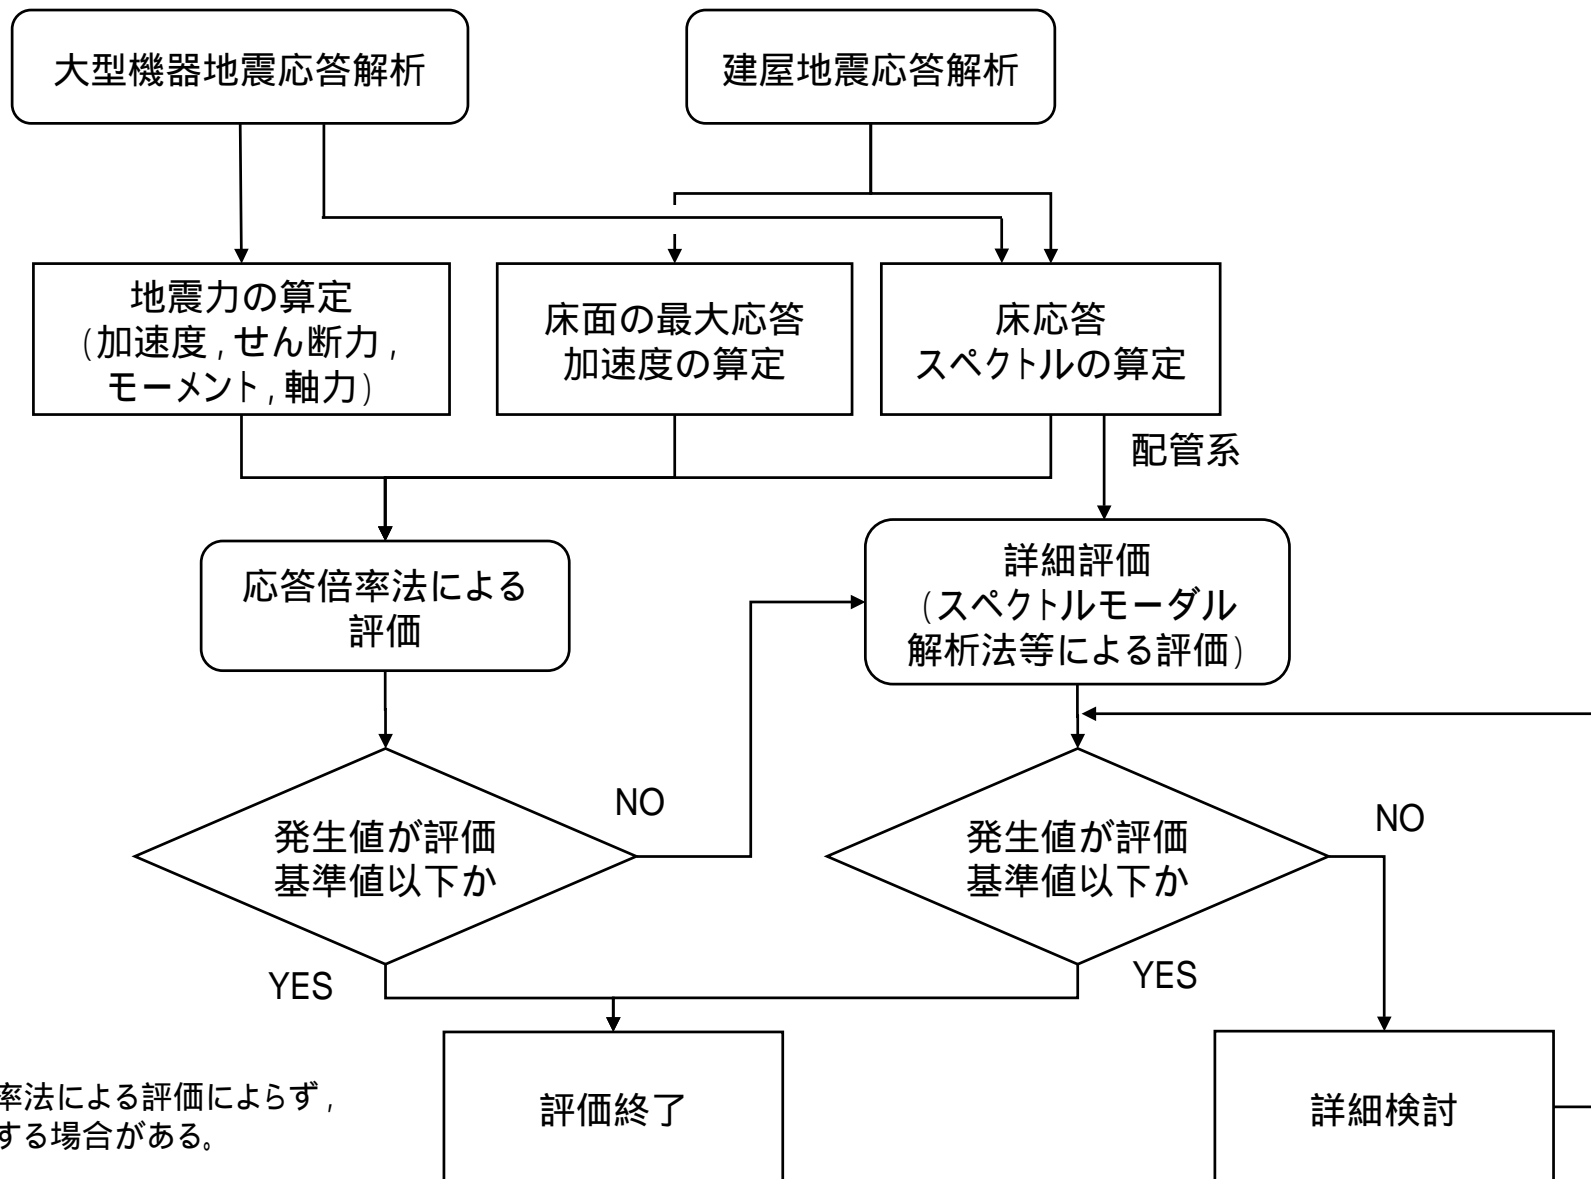 大型機器地震応答解析
建屋地震応答解析
地震力の算定
(加速度,せん断力,
モーメント,軸力)
床面の最大応答
加速度の算定
床応答
スペクトルの算定
配管系
応答倍率法による
評価
詳細評価
(スペクトルモーダル
解析法等による評価)
発生値が評価
基準値以下か
NO
発生値が評価
基準値以下か
NO
YES
YES
率法による評価によらず,
する場合がある。
評価終了
詳細検討